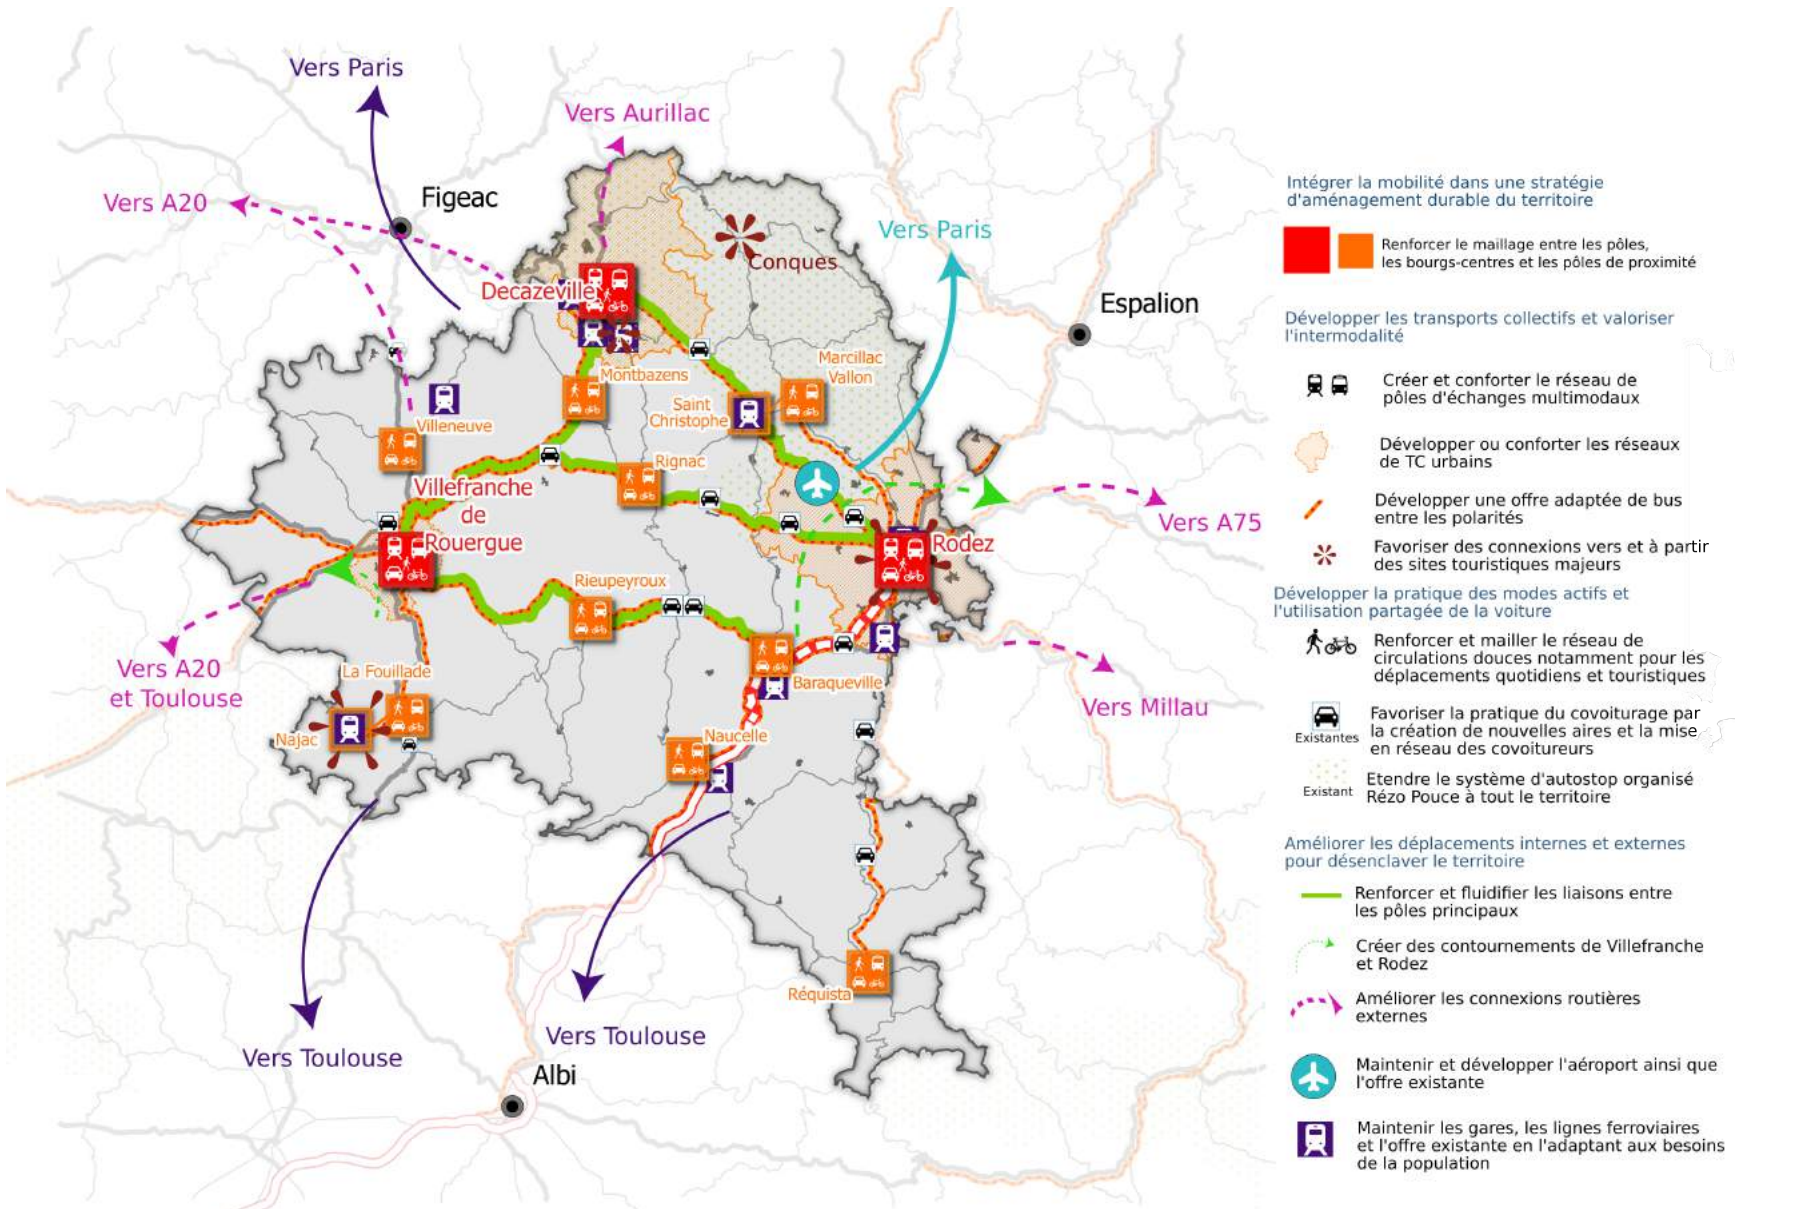 Vers Paris
Vers Aurillac
Vers A20
Figeac
Vers Paris
Conques
Decazeville
Espalion
Marcillac
Vallon
Montbazens
Saint
Christophe
Villeneuve
Rignac
Villefranche
de
Rouergue
Vers A75
Rodez
Rieupeyroux
Vers A20
et Toulouse
La Fouillade
Baraqueville
Vers Millau
Najac
Naucelle
Réquista
Vers Toulouse
Vers Toulouse
Albi
Intégrer la mobilité dans une stratégie
d'aménagement durable du territoire
Renforcer le maillage entre les pôles,
les bourgs-centres et les pôles de proximité
Développer les transports collectifs et valoriser
l'intermodalité
Créer et conforter le réseau de
pôles d'échanges multimodaux
Développer ou conforter les réseaux
de TC urbains
Développer une offre adaptée de bus
entre les polarités
Favoriser des connexions vers et à partir
des sites touristiques majeurs
Développer la pratique des modes actifs et
l'utilisation partagée de la voiture
Renforcer et mailler le réseau de
circulations douces notamment pour les
déplacements quotidiens et touristiques
Favoriser la pratique du covoiturage par
la création de nouvelles aires et la mise
en réseau des covoitureurs
Existantes
Etendre le système d'autostop organisé
Rézo Pouce à tout le territoire
Existant
Améliorer les déplacements internes et externes
pour désenclaver le territoire
Renforcer et fluidifier les liaisons entre
les pôles principaux
Créer des contournements de Villefranche
et Rodez
Améliorer les connexions routières
externes
Maintenir et développer l'aéroport ainsi que
l'offre existante
Maintenir les gares, les lignes ferroviaires
et l'offre existante en l'adaptant aux besoins
de la population